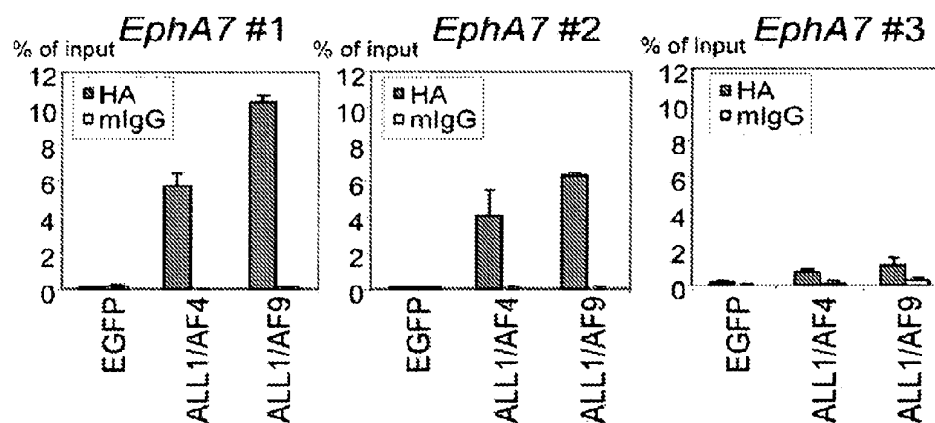 EphA7 #1
% of input
12
10
8
6
4
2
0
HA
mIgG
EGFP
ALL1/AF4
ALL1/AF9
EphA7 #2
% of input
12
10
8
6
4
2
0
HA
mIgG
EGFP
ALL1/AF4
ALL1/AF9
EphA7 #3
% of input
12
10
8
6
4
2
0
HA
mIgG
EGFP
ALL1/AF4
ALL1/AF9